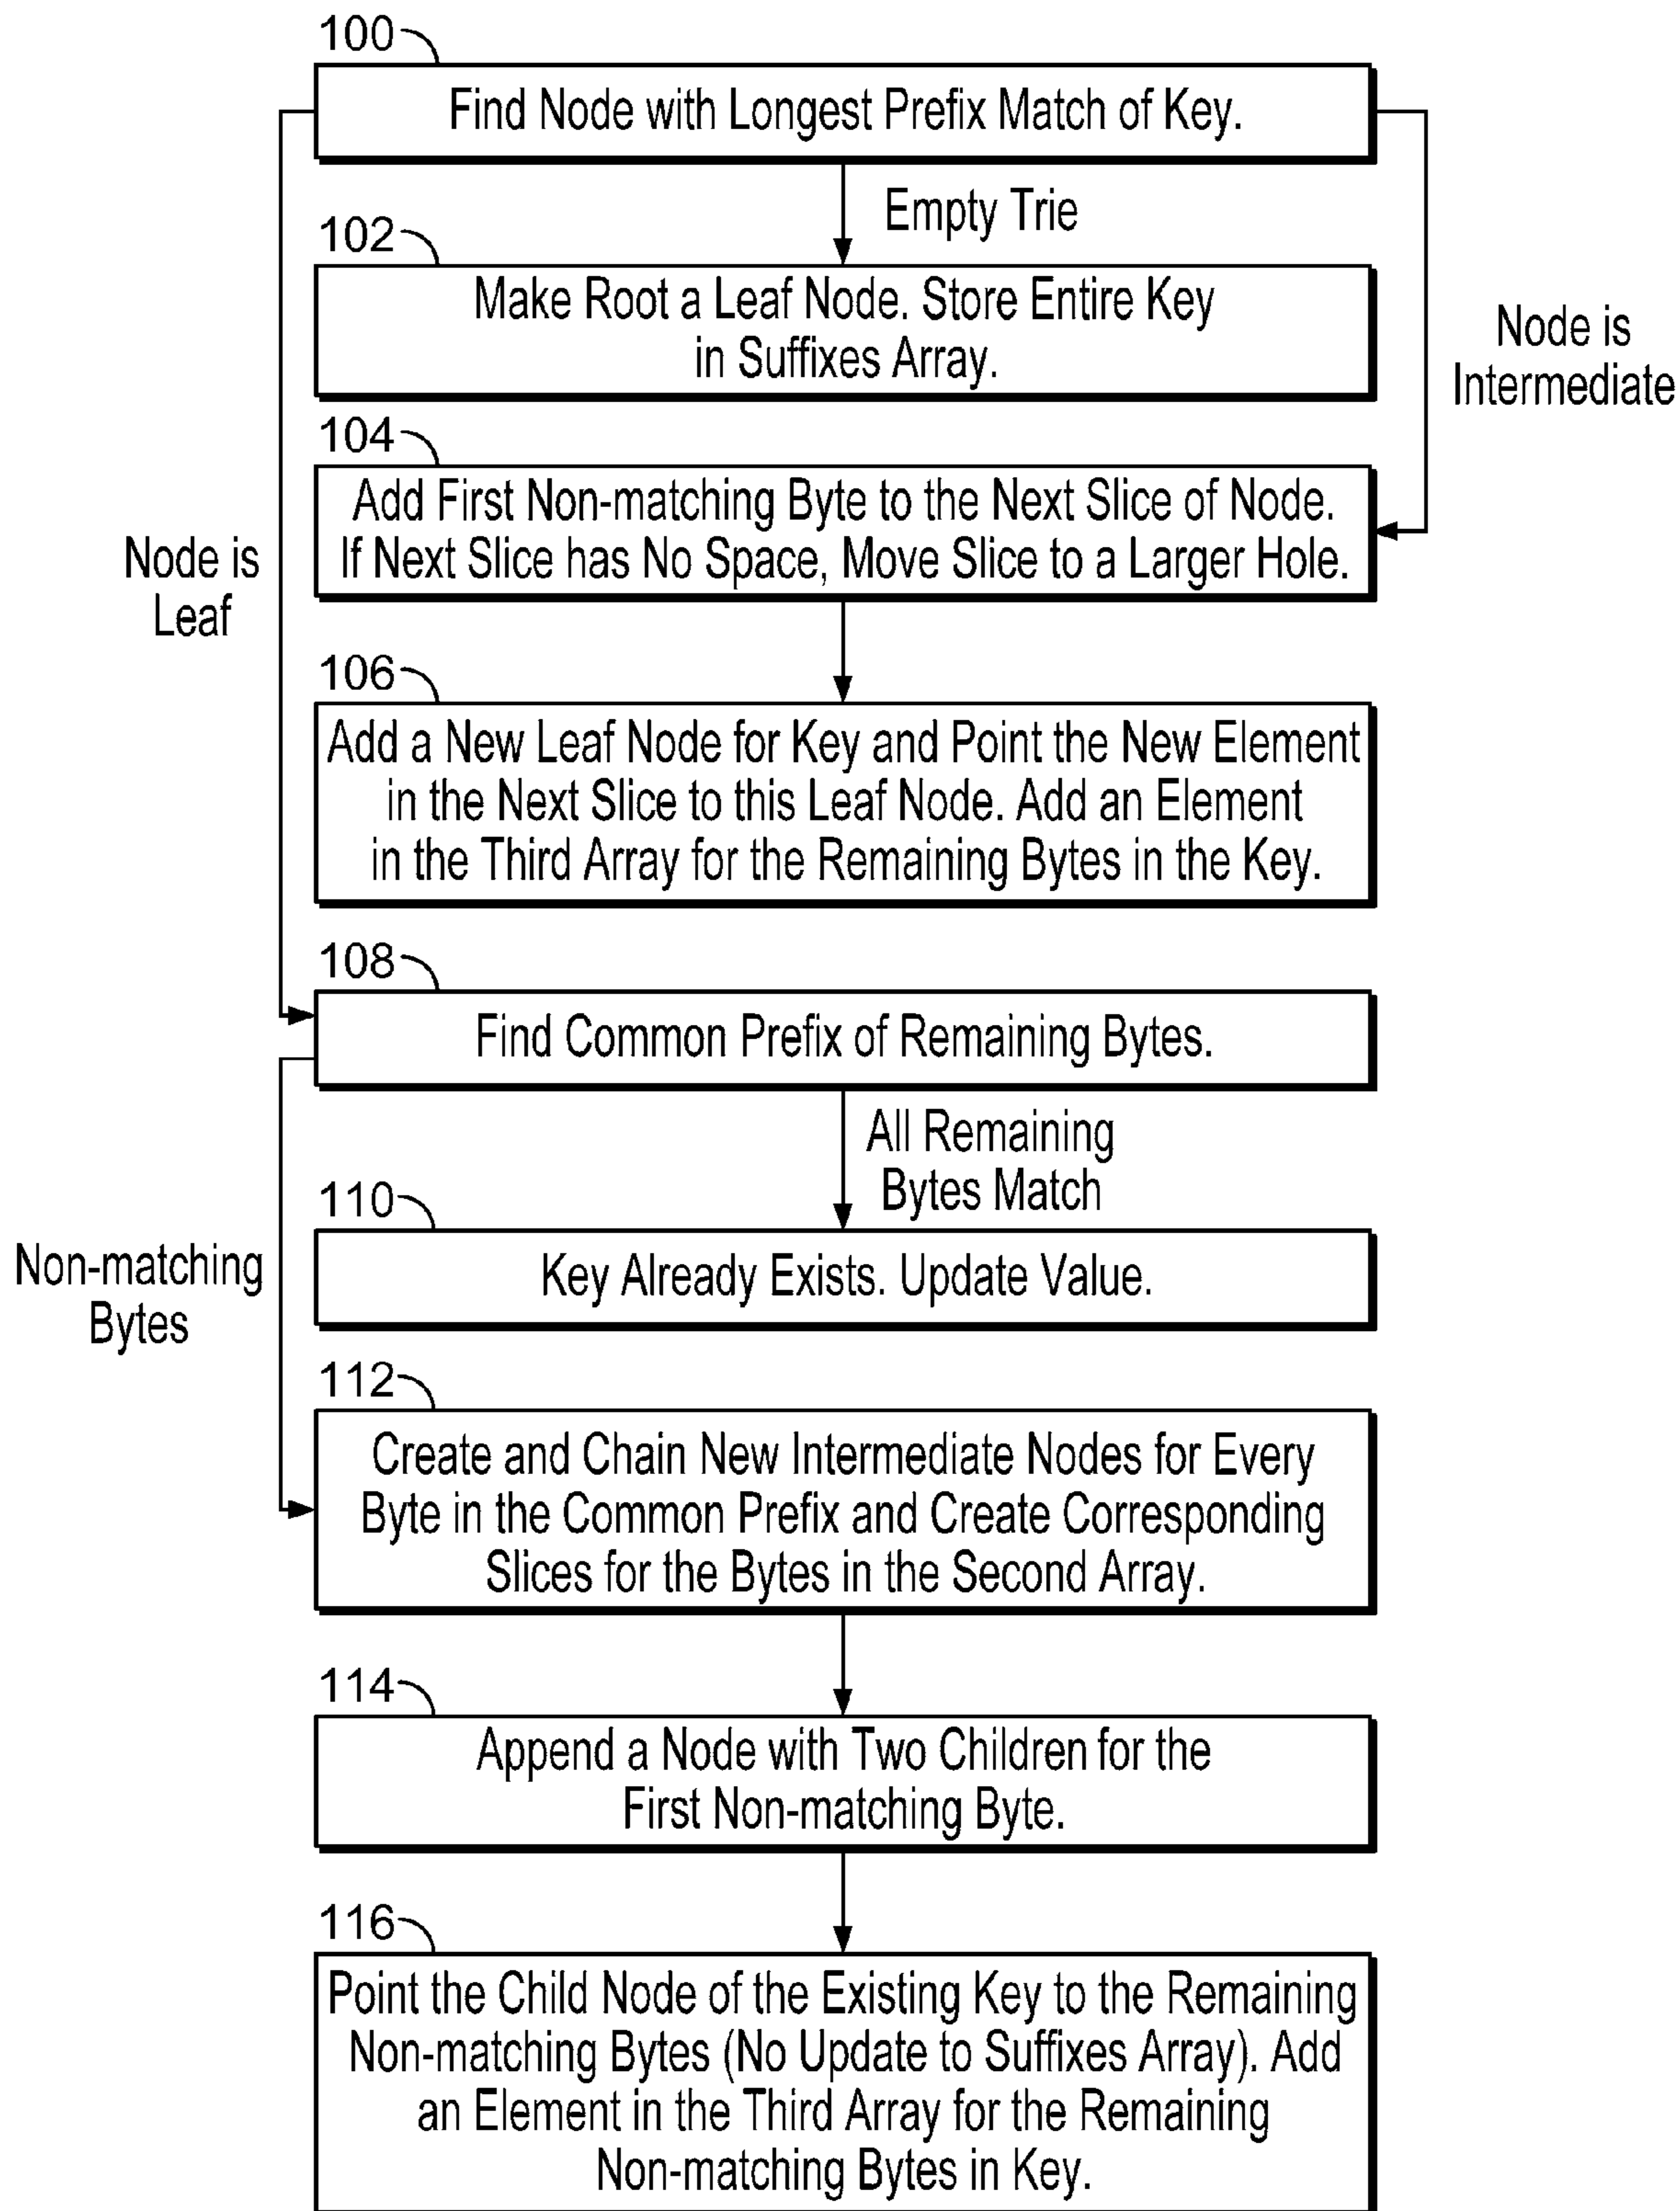 100
Find Node with Longest Prefix Match of Key.
Empty Trie
102
Make Root a Leaf Node. Store Entire Key
in Suffixes Array.
Node is
Intermediate
104
Add First Non-matching Byte to the Next Slice of Node.
If Next Slice has No Space, Move Slice to a Larger Hole.
Node is
Leaf
106
Add a New Leaf Node for Key and Point the New Element
in the Next Slice to this Leaf Node. Add an Element
in the Third Array for the Remaining Bytes in the Key.
108
Find Common Prefix of Remaining Bytes.
All Remaining
Bytes Match
110
Key Already Exists. Update Value.
Non-matching
Bytes
112
Create and Chain New Intermediate Nodes for Every
Byte in the Common Prefix and Create Corresponding
Slices for the Bytes in the Second Array.
114
Append a Node with Two Children for the
First Non-matching Byte.
116
Point the Child Node of the Existing Key to the Remaining
Non-matching Bytes (No Update to Suffixes Array). Add
an Element in the Third Array for the Remaining
Non-matching Bytes in Key.